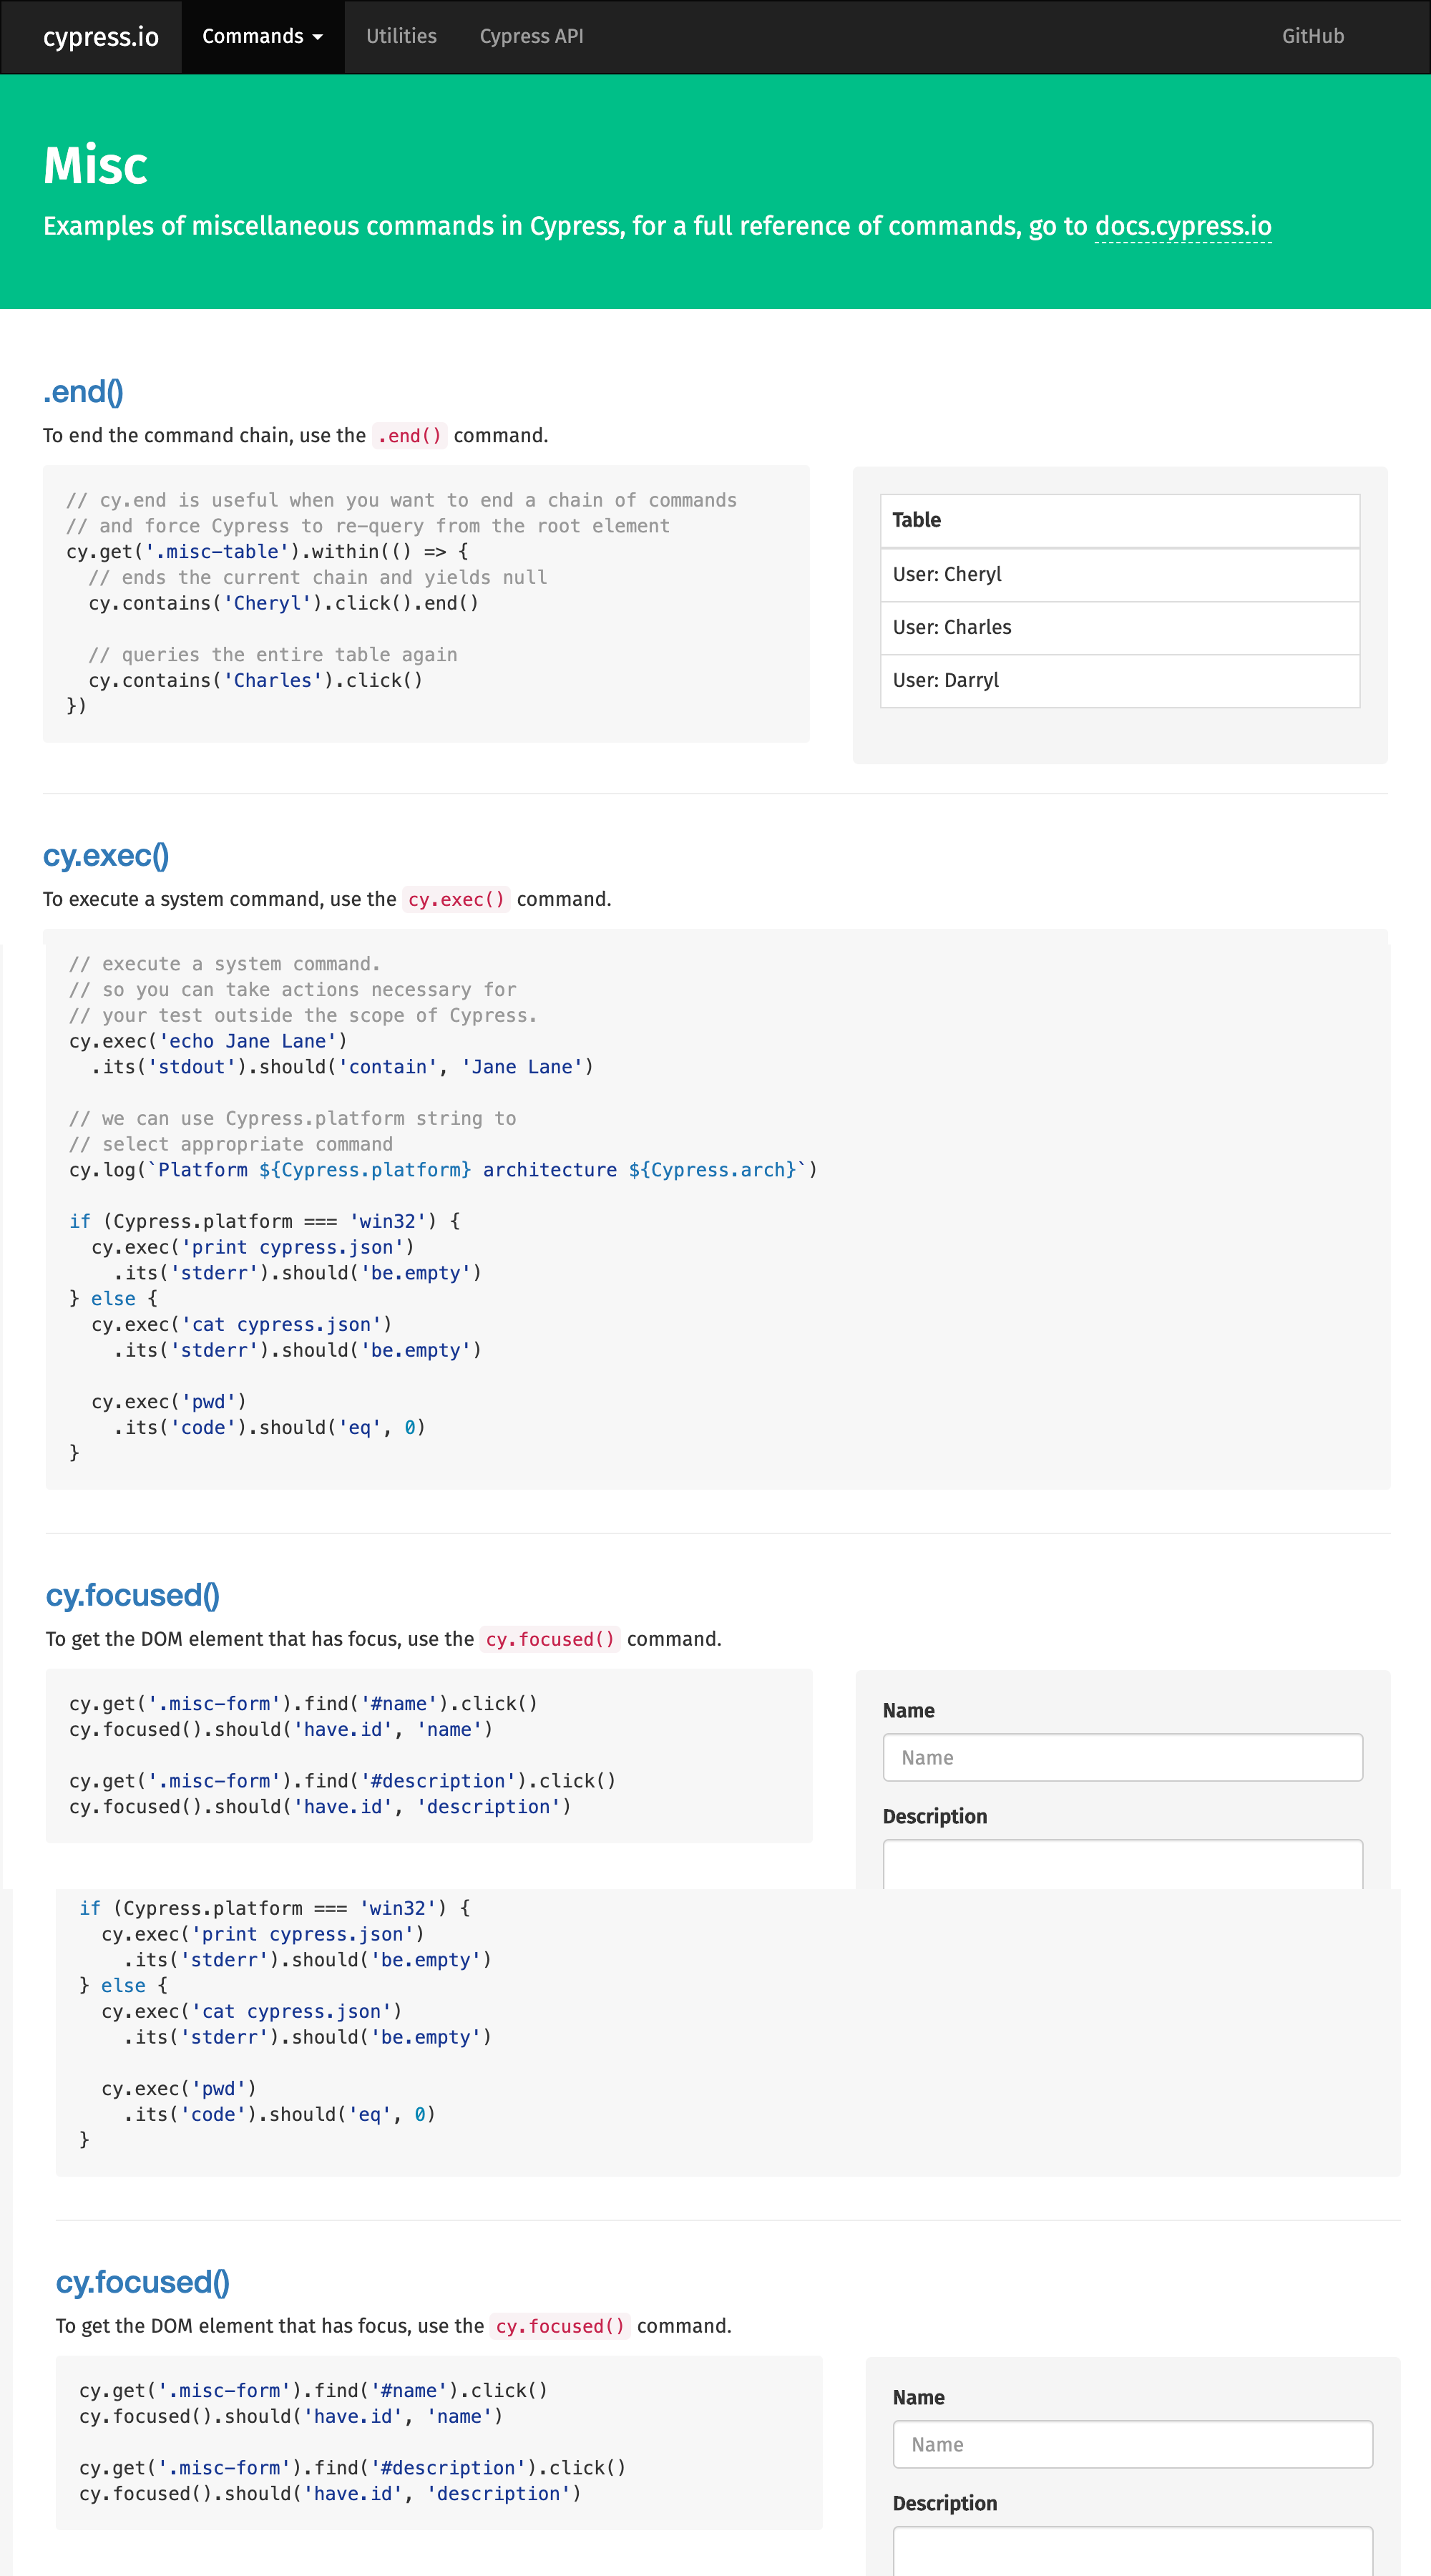 cypress.io Commands Utilities Cypress API GitHub
Misc
Examples of miscellaneous commands in Cypress, for a full reference of commands, go to docs.cypress.io
.end()
To end the command chain, use the .end() command.
// cy.end is useful when you want to end a chain of commands
// and force Cypress to re-query from the root element
cy.get('.misc-table').within(() => {
  // ends the current chain and yields null
  cy.contains('Cheryl').click().end()
  // queries the entire table again
  cy.contains('Charles').click()
})
Table
User: Cheryl
User: Charles
User: Darryl
cy.exec()
To execute a system command, use the cy.exec() command.
// execute a system command.
// so you can take actions necessary for
// your test outside the scope of Cypress.
cy.exec('echo Jane Lane')
  .its('stdout').should('contain', 'Jane Lane')
// we can use Cypress.platform string to
// select appropriate command
cy.log(`Platform ${Cypress.platform} architecture ${Cypress.arch}`)
if (Cypress.platform === 'win32') {
  cy.exec('print cypress.json')
    .its('stderr').should('be.empty')
} else {
  cy.exec('cat cypress.json')
    .its('stderr').should('be.empty')
  cy.exec('pwd')
    .its('code').should('eq', 0)
}
cy.focused()
To get the DOM element that has focus, use the cy.focused() command.
cy.get('.misc-form').find('#name').click()
cy.focused().should('have.id', 'name')
cy.get('.misc-form').find('#description').click()
cy.focused().should('have.id', 'description')
Name
Name
Description
if (Cypress.platform === 'win32') {
  cy.exec('print cypress.json')
    .its('stderr').should('be.empty')
} else {
  cy.exec('cat cypress.json')
    .its('stderr').should('be.empty')
  cy.exec('pwd')
    .its('code').should('eq', 0)
}
cy.focused()
To get the DOM element that has focus, use the cy.focused() command.
cy.get('.misc-form').find('#name').click()
cy.focused().should('have.id', 'name')
cy.get('.misc-form').find('#description').click()
cy.focused().should('have.id', 'description')
Name
Name
Description